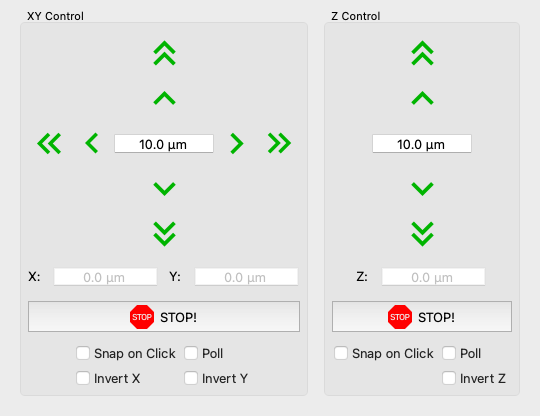 XY Control
10.0 µm
X: 0.0 µm Y: 0.0 µm
STOP STOP!
Snap on Click Poll
Invert X Invert Y
Z Control
10.0 µm
Z: 0.0 µm
STOP STOP!
Snap on Click Poll
Invert Z